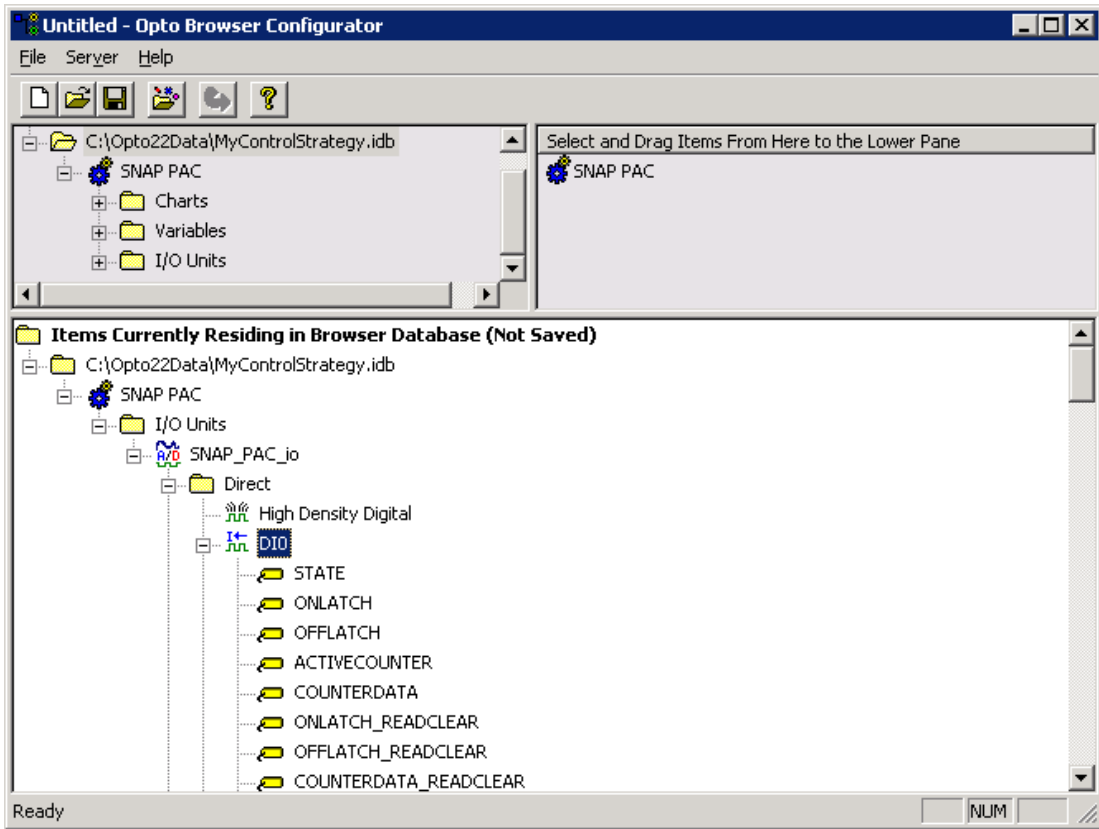 Untitled - Opto Browser Configurator
File Server Help
C:\Opto22Data\MyControlStrategy.idb
SNAP PAC
Charts
Variables
I/O Units
Select and Drag Items From Here to the Lower Pane
SNAP PAC
Items Currently Residing in Browser Database (Not Saved)
C:\Opto22Data\MyControlStrategy.idb
SNAP PAC
I/O Units
A/D SNAP_PAC_io
Direct
High Density Digital
DIO
STATE
ONLATCH
OFFLATCH
ACTIVECOUNTER
COUNTERDATA
ONLATCH_READCLEAR
OFFLATCH_READCLEAR
COUNTERDATA_READCLEAR
Ready
NUM